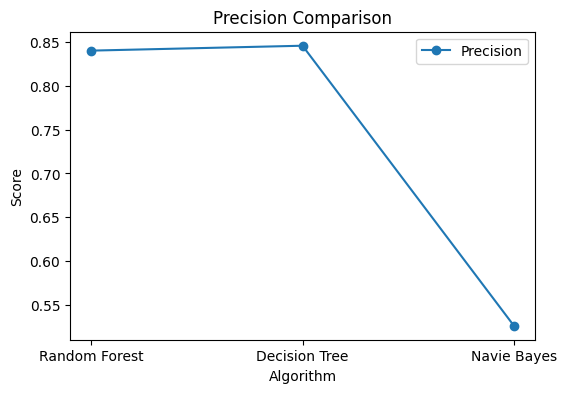 Precision Comparison
Precision
0.85
0.80
0.75
0.70
0.65
0.60
0.55
Score
Random Forest Decision Tree Navie Bayes
Algorithm